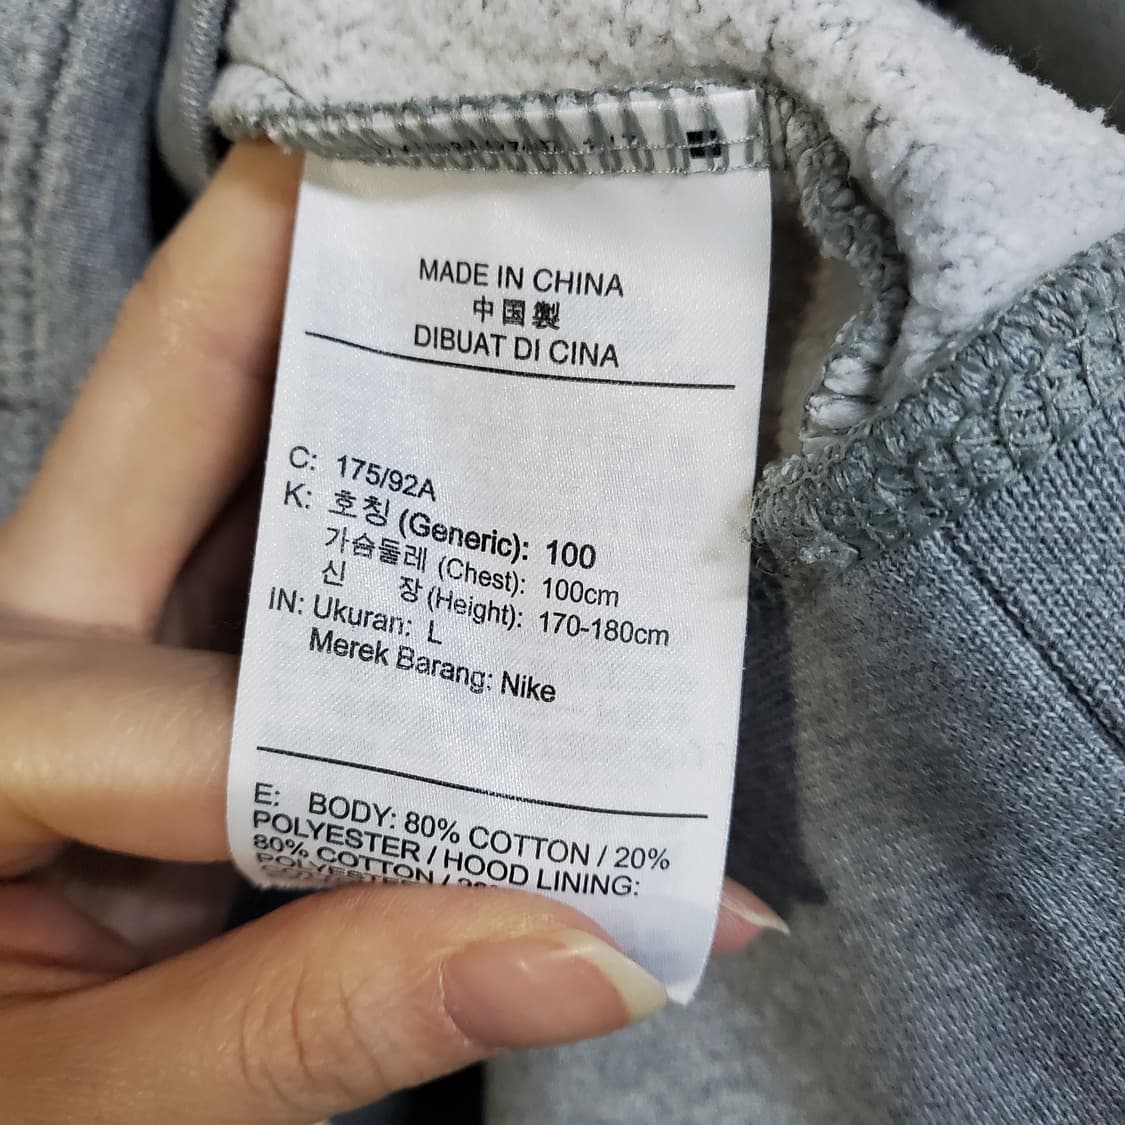 MADE IN CHINA
中国製
DIBUAT DI CINA
C: 175/92A
K: 호칭 (Generic): 100
가슴둘레 (Chest): 100cm
신 장 (Height): 170-180cm
IN: Ukuran: L
Merek Barang: Nike
E: BODY: 80% COTTON / 20%
POLYESTER / HOOD LINING:
80% COTTON /
POLYESTER